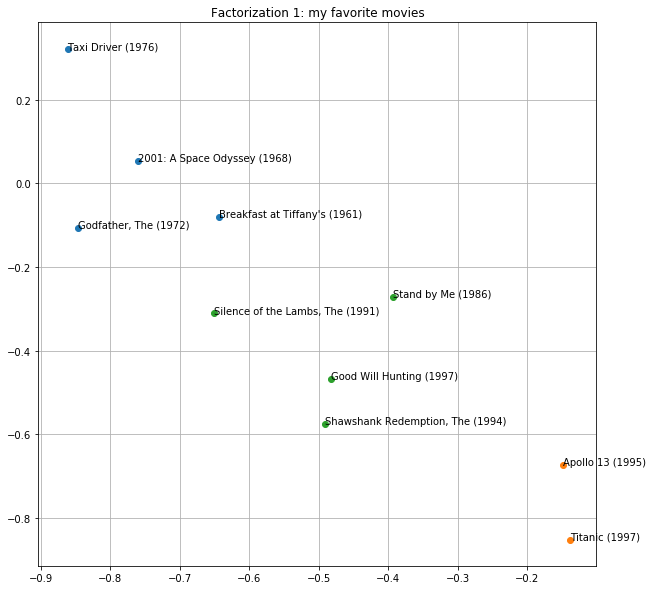 Factorization 1: my favorite movies
Taxi Driver (1976)
0.2
2001: A Space Odyssey (1968)
0.0
Breakfast at Tiffany's (1961)
Godfather, The (1972)
−0.2
Stand by Me (1986)
Silence of the Lambs, The (1991)
−0.4
Good Will Hunting (1997)
Shawshank Redemption, The (1994)
−0.6
Apollo 13 (1995)
−0.8
Titanic (1997)
−0.9 −0.8 −0.7 −0.6 −0.5 −0.4 −0.3 −0.2